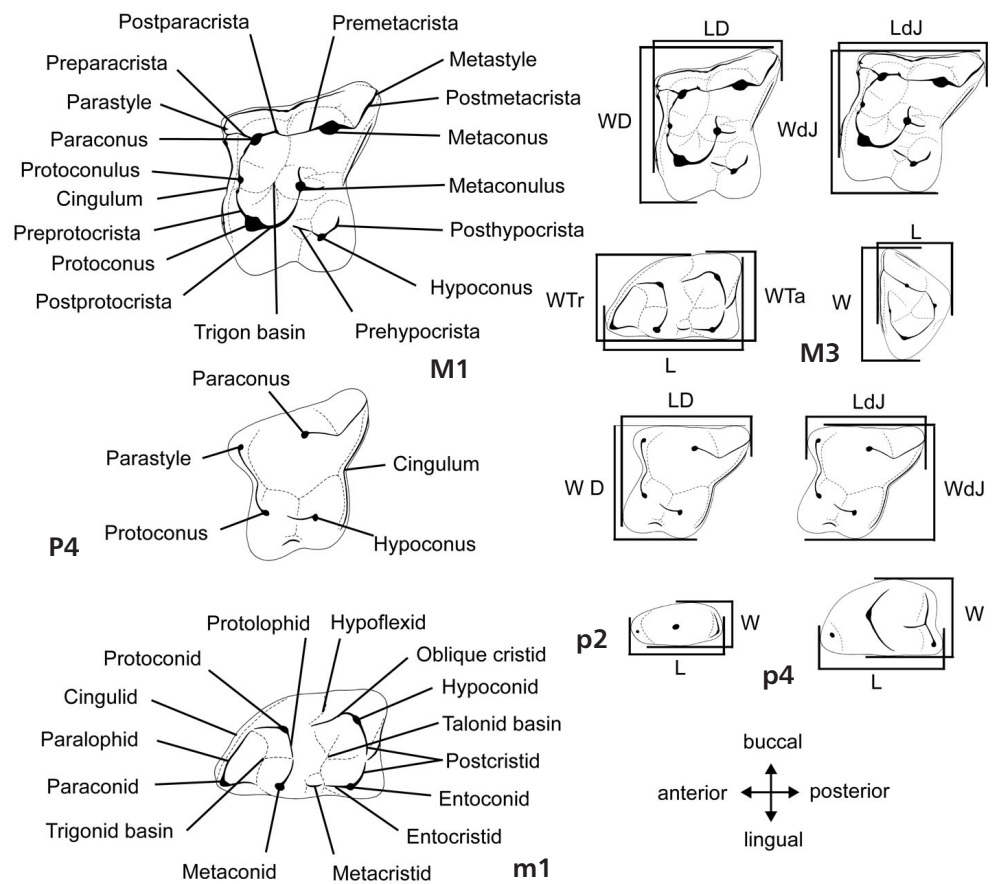 Postparacrista
Premetacrista
Preparacrista
Metastyle
Parastyle
Postmetacrista
Paraconus
Metaconus
Protoconulus
Metaconulus
Cingulum
Preprotocrista
Posthypocrista
Protoconus
Hypoconus
Postprotocrista
Trigon basin
Prehypocrista
M1
LD
LdJ
WD
WdJ
WTr
WTa
L
L
W
M3
Paraconus
Parastyle
Cingulum
Protoconus
Hypoconus
P4
LD
LdJ
W D
WdJ
W
L
p2
W
L
p4
Protolophid
Hypoflexid
Protoconid
Oblique cristid
Cingulid
Hypoconid
Paralophid
Talonid basin
Paraconid
Postcristid
Trigonid basin
Entoconid
Metaconid
Entocristid
Metacristid
m1
buccal
anterior
posterior
lingual